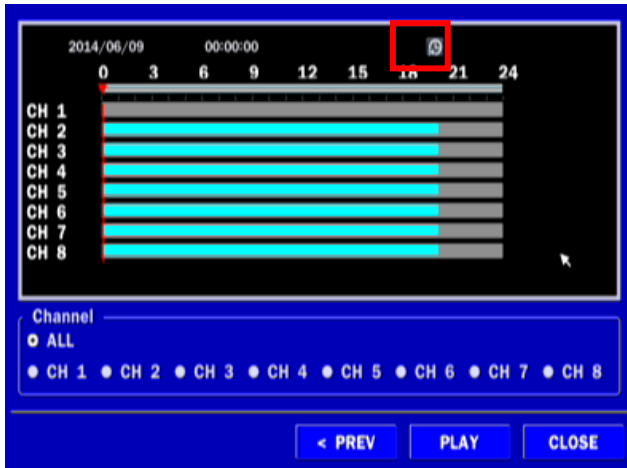 2014/06/09 00:00:00
0 3 6 9 12 15 18 21 24
CH 1
CH 2
CH 3
CH 4
CH 5
CH 6
CH 7
CH 8
Channel
ALL
CH 1 CH 2 CH 3 CH 4 CH 5 CH 6 CH 7 CH 8
< PREV PLAY CLOSE